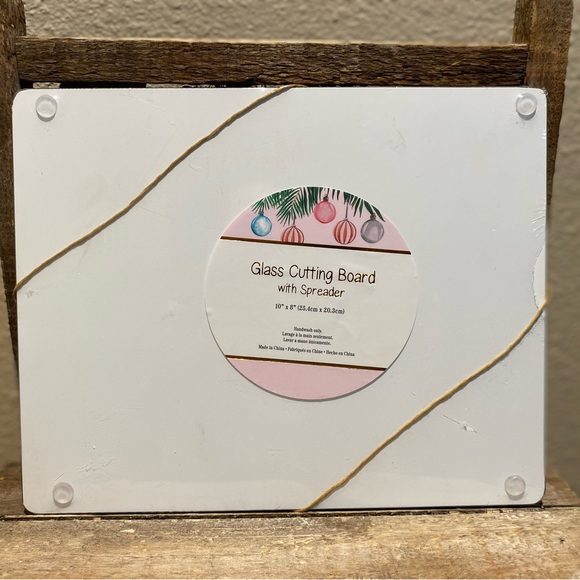 Glass Cutting Board
with Spreader
10" x 8" (25.4cm x 20.3cm)
Handwash only.
Lavage à la main seulement.
Lavar a mano únicamente.
Made in China • Fabriqués en Chine • Hecho en China